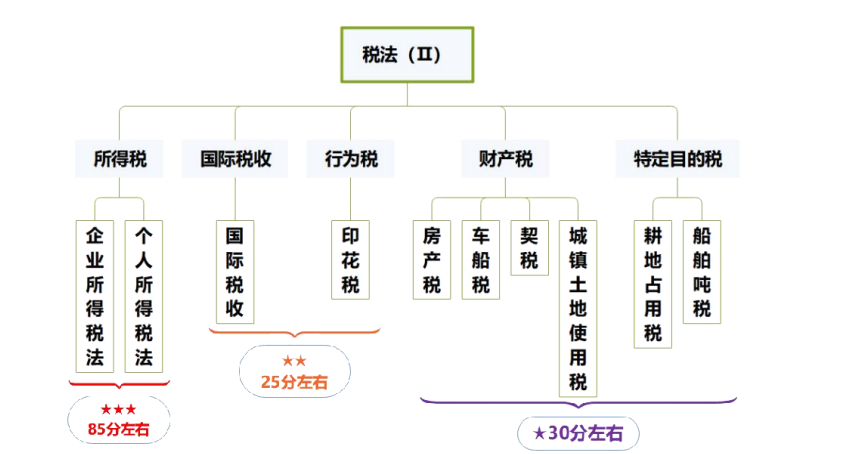 税法（Ⅱ）
所得税
国际税收
行为税
财产税
特定目的税
企业所得税法
个人所得税法
国际税收
印花税
房产税
车船税
契税
城镇土地使用税
耕地占用税
船舶吨税
★★★
85分左右
★★
25分左右
★30分左右